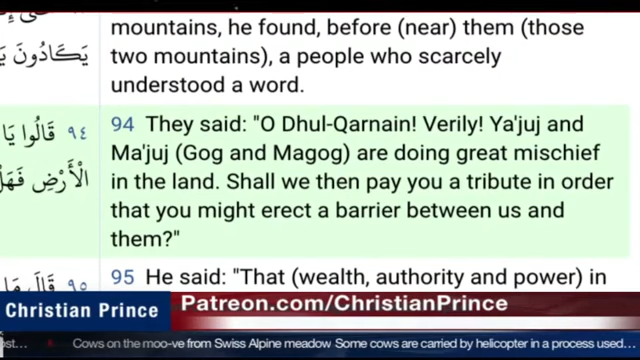 mountains, he found, before (near) them (those
two mountains), a people who scarcely
understood a word.
يَكَادُونَ
94 They said: "O Dhul-Qarnain! Verily! Ya'juj and
Ma'juj (Gog and Magog) are doing great mischief
in the land. Shall we then pay you a tribute in order
that you might erect a barrier between us and
them?"
٩٤ قَالُوا يَا
الْأَرْضِ فَهَلْ
95 He said: "That (wealth, authority and power) in
٩٥ قَالَ
Christian Prince
Patreon.com/ChristianPrince
ost... Cows on the moo-ve from Swiss Alpine meadow Some cows are carried by helicopter in a process used...